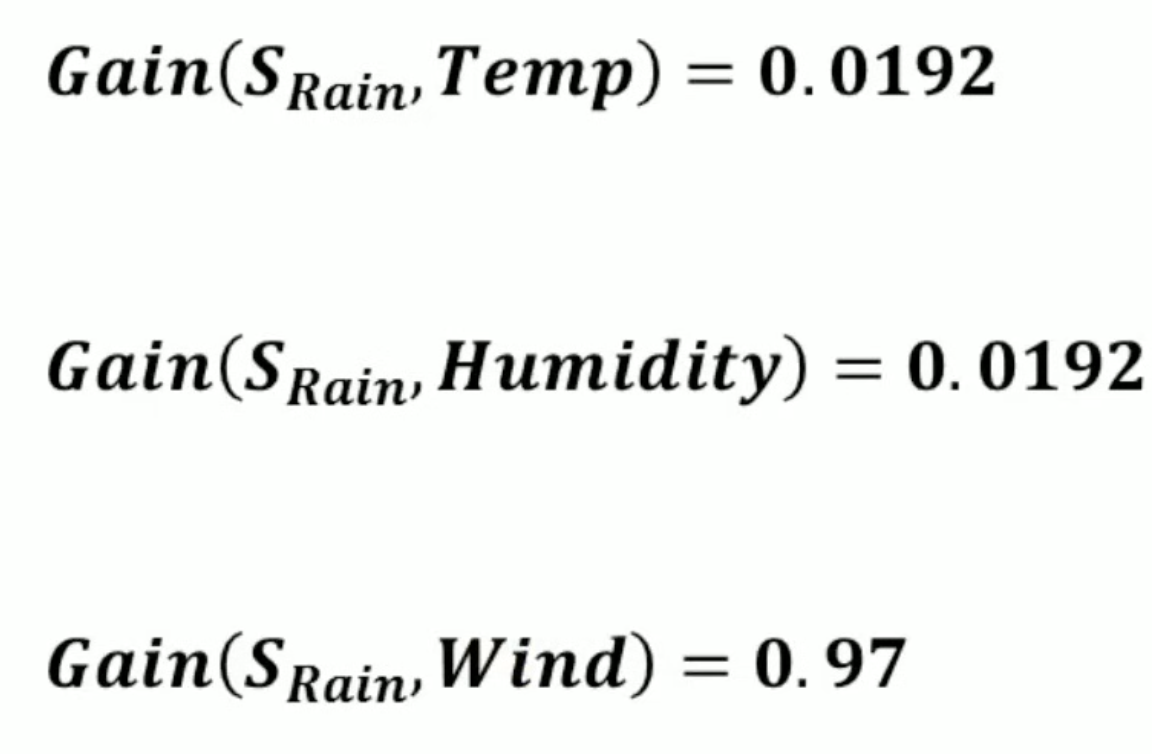 Gain(S_Rain, Temp) = 0.0192
Gain(S_Rain, Humidity) = 0.0192
Gain(S_Rain, Wind) = 0.97